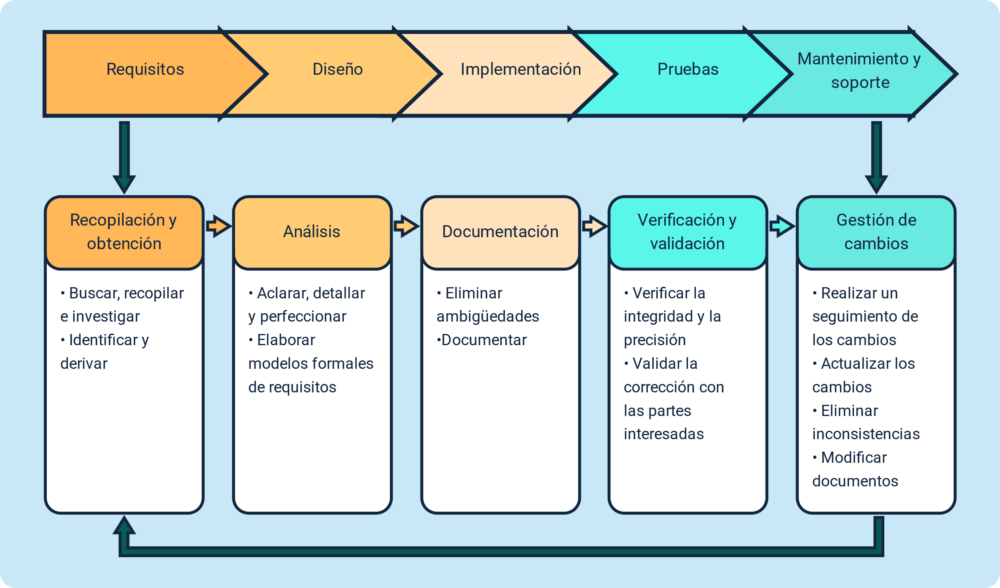 Requisitos
Diseño
Implementación
Pruebas
Mantenimiento y
soporte
Recopilación y
obtención
• Buscar, recopilar
e investigar
• Identificar y
derivar
Análisis
• Aclarar, detallar
y perfeccionar
• Elaborar
modelos formales
de requisitos
Documentación
• Eliminar
ambigüedades
•Documentar
Verificación y
validación
• Verificar la
integridad y la
precisión
• Validar la
corrección con
las partes
interesadas
Gestión de
cambios
• Realizar un
seguimiento de
los cambios
• Actualizar los
cambios
• Eliminar
inconsistencias
• Modificar
documentos